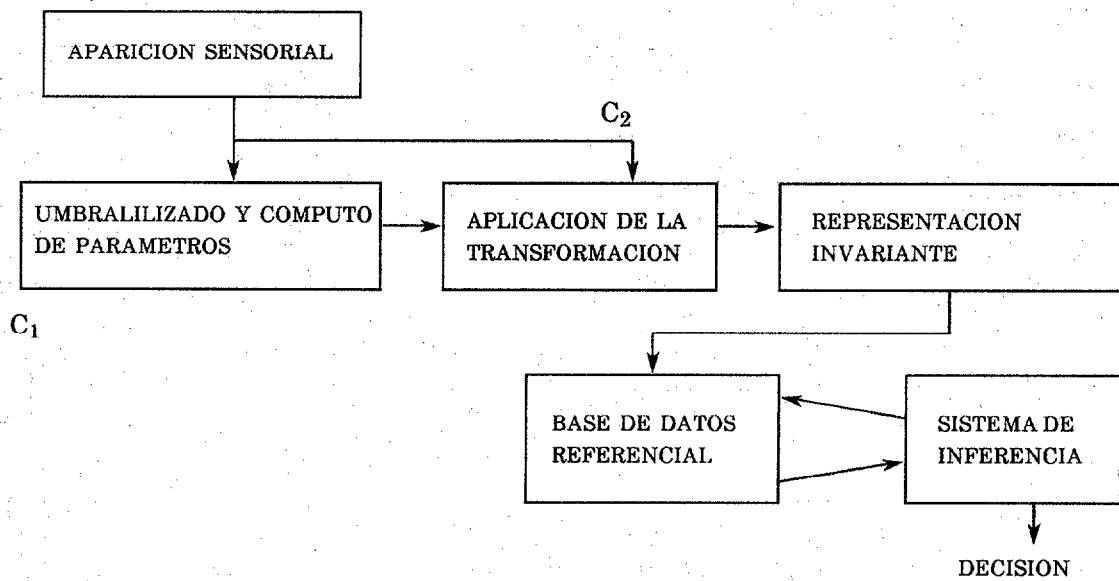 APARICION SENSORIAL
C2
UMBRALILIZADO Y COMPUTO
DE PARAMETROS
APLICACION DE LA
TRANSFORMACION
REPRESENTACION
INVARIANTE
C1
BASE DE DATOS
REFERENCIAL
SISTEMA DE
INFERENCIA
DECISION